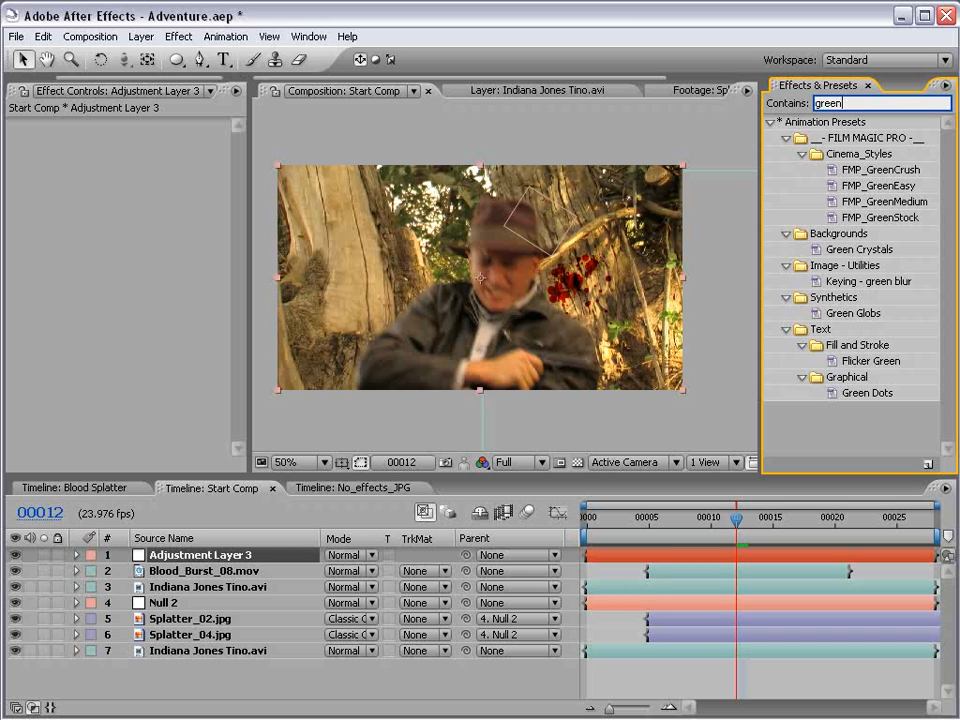 Adobe After Effects - Adventure.aep *
File Edit Composition Layer Effect Animation View Window Help
Workspace: Standard
Effect Controls: Adjustment Layer 3
Start Comp * Adjustment Layer 3
Composition: Start Comp
Layer: Indiana Jones Tino.avi
Footage: Sp
Effects & Presets
Contains: green
* Animation Presets
__- FILM MAGIC PRO -__
Cinema_Styles
FMP_GreenCrush
FMP_GreenEasy
FMP_GreenMedium
FMP_GreenStock
Backgrounds
Green Crystals
Image - Utilities
Keying - green blur
Synthetics
Green Globs
Text
Fill and Stroke
Flicker Green
Graphical
Green Dots
50% 00012 Full Active Camera 1 View
Timeline: Blood Splatter Timeline: Start Comp Timeline: No_effects_JPG
00012 (23.976 fps)
0000 00005 00010 00015 00020 00025
# Source Name Mode T TrkMat Parent
1 Adjustment Layer 3 Normal None
2 Blood_Burst_08.mov Normal None None
3 Indiana Jones Tino.avi Normal None None
4 Null 2 Normal None None
5 Splatter_02.jpg Classic C None 4. Null 2
6 Splatter_04.jpg Classic C None 4. Null 2
7 Indiana Jones Tino.avi Normal None None